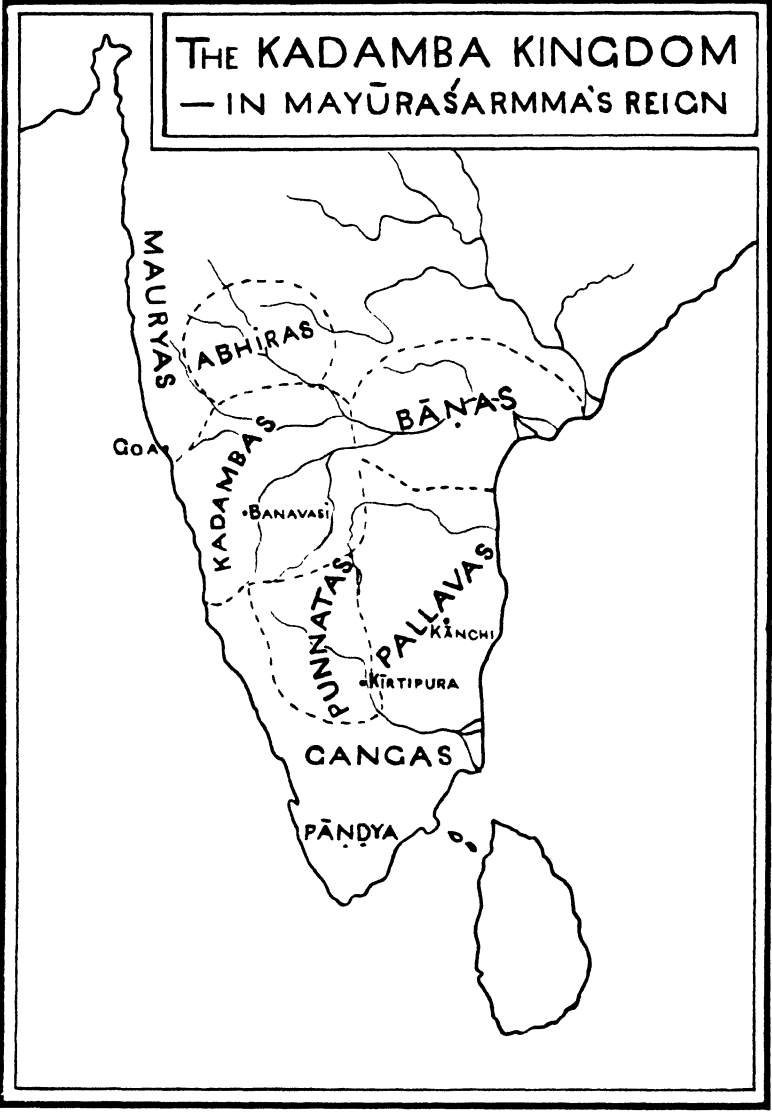 THE KADAMBA KINGDOM
— IN MAYŪRAŚARMMA'S REIGN
MAURYAS
ABHIRAS
BĀṆAS
GOA
KADAMBAS
BANAVASI
PUNNATAS
PALLAVAS
KĀNCHI
KĪRTIPURA
GANGAS
PĀṆḌYA